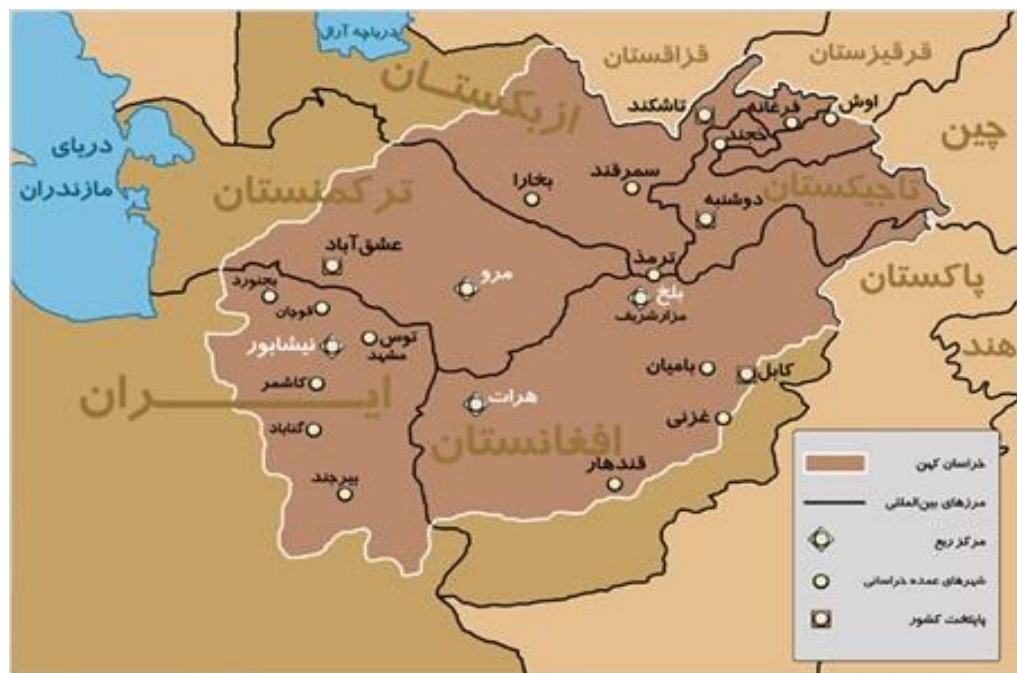 دریاچه آرال
قزاقستان
قرقیزستان
ازبکستان
تاشکند
فرغانه
اوش
خجند
چین
دریای
مازندران
ترکمنستان
بخارا
سمرقند
تاجیکستان
دوشنبه
عشق‌آباد
ترمذ
پاکستان
بجنورد
مرو
بلخ
قوچان
مزارشریف
نیشابور
توس
مشهد
هند
ایران
کاشمر
بامیان
کابل
هرات
گناباد
افغانستان
غزنی
قندهار
بیرجند
خراسان کهن
مرزهای بین‌المللی
مرکز ربع
شهرهای عمده خراسانی
پایتخت کشور